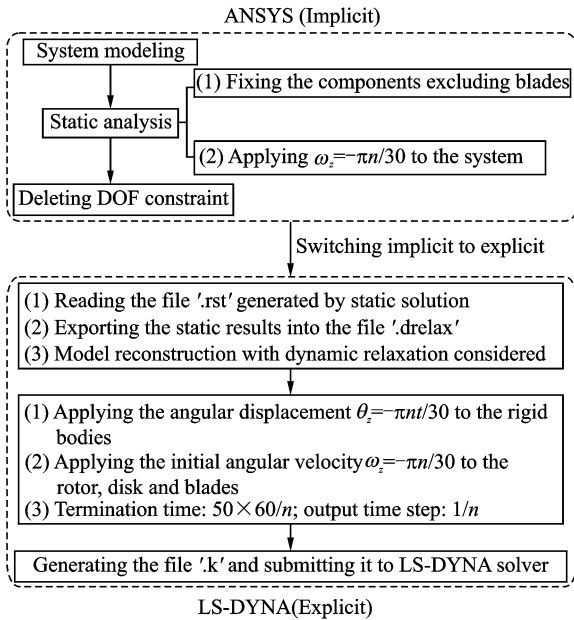 ANSYS (Implicit)
System modeling
(1) Fixing the components excluding blades
Static analysis
(2) Applying ω_z=−πn/30 to the system
Deleting DOF constraint
Switching implicit to explicit
(1) Reading the file '.rst' generated by static solution
(2) Exporting the static results into the file '.drelax'
(3) Model reconstruction with dynamic relaxation considered
(1) Applying the angular displacement θ_z=−πnt/30 to the rigid
bodies
(2) Applying the initial angular velocity ω_z=−πn/30 to the
rotor, disk and blades
(3) Termination time: 50×60/n; output time step: 1/n
Generating the file '.k' and submitting it to LS-DYNA solver
LS-DYNA(Explicit)